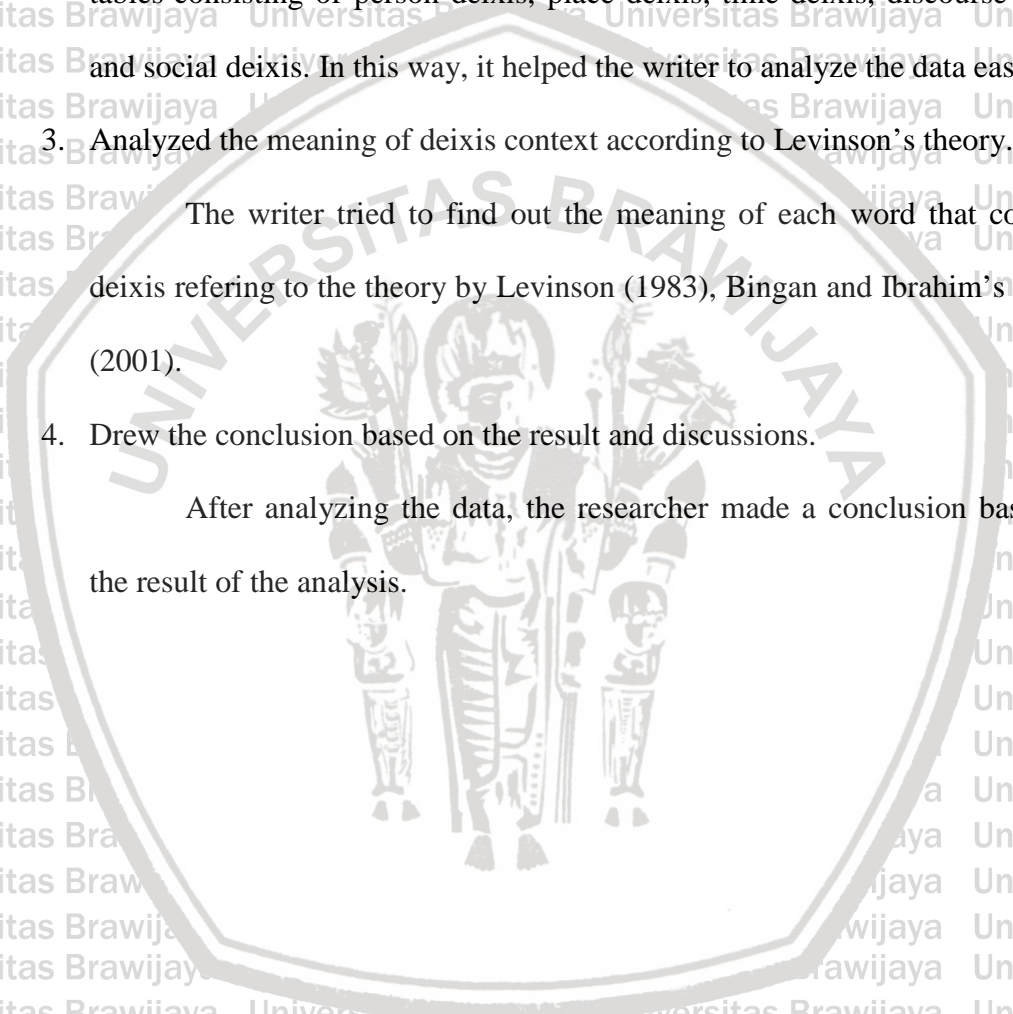 tables consisting of person deixis, place deixis, time deixis, discourse
and social deixis. In this way, it helped the writer to analyze the data eas
3. Analyzed the meaning of deixis context according to Levinson's theory.
The writer tried to find out the meaning of each word that co
deixis refering to the theory by Levinson (1983), Bingan and Ibrahim's
(2001).
4. Drew the conclusion based on the result and discussions.
After analyzing the data, the researcher made a conclusion bas
the result of the analysis.
UNIVERSITAS BRAWIJAYA